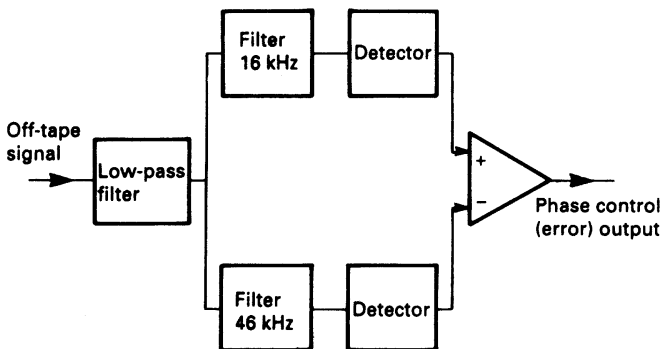 Filter
16 kHz
Detector
Off-tape
signal
Low-pass
filter
+
−
Phase control
(error) output
Filter
46 kHz
Detector